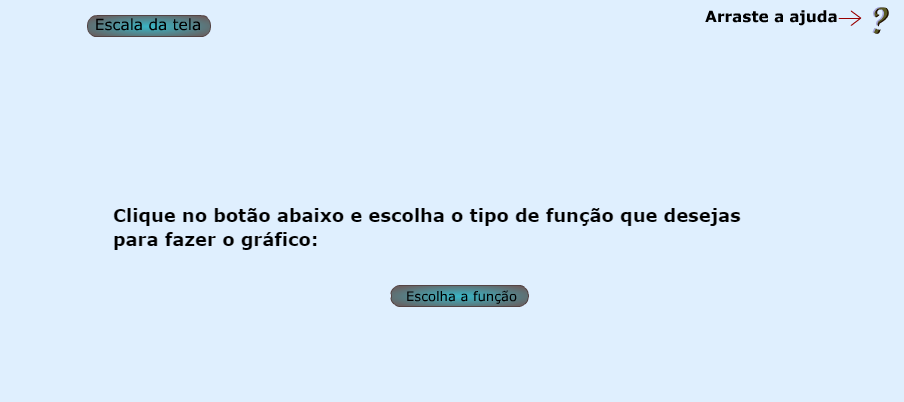 Escala da tela
Arraste a ajuda
?
Clique no botão abaixo e escolha o tipo de função que desejas
para fazer o gráfico:
Escolha a função